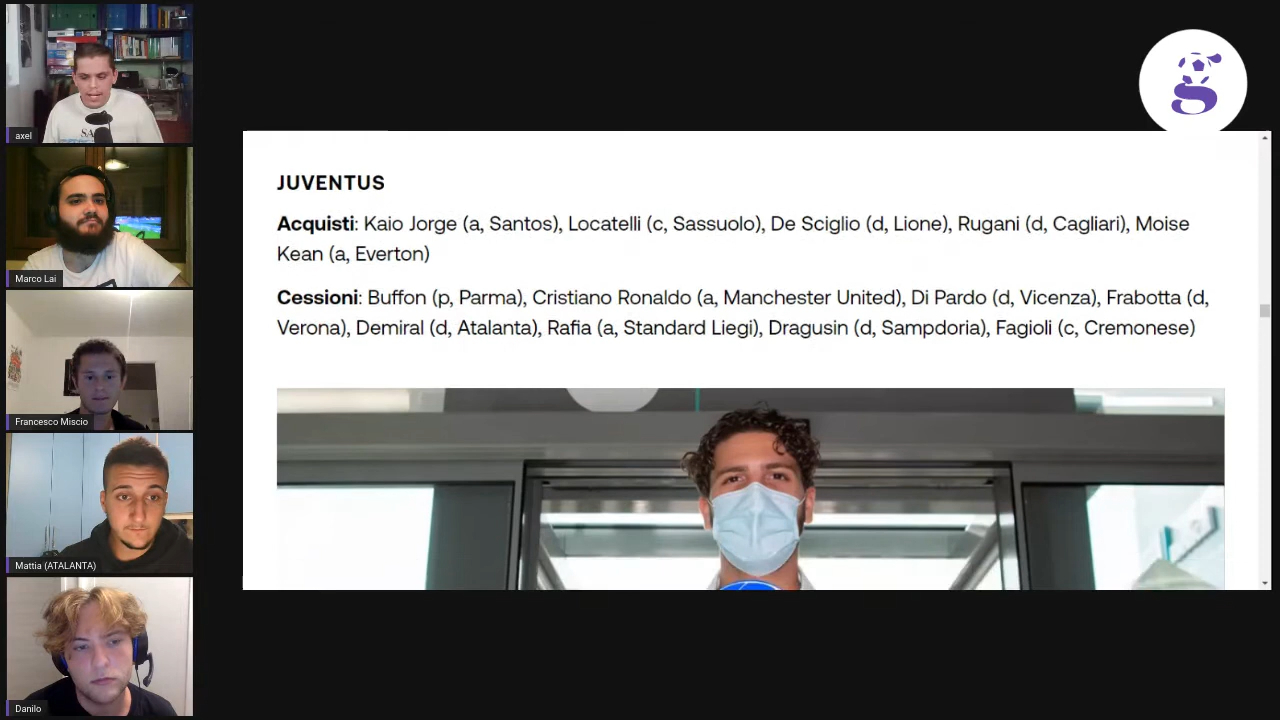 axel
Marco Lai
Francesco Miscio
Mattia (ATALANTA)
Danilo
JUVENTUS
Acquisti: Kaio Jorge (a, Santos), Locatelli (c, Sassuolo), De Sciglio (d, Lione), Rugani (d, Cagliari), Moise
Kean (a, Everton)
Cessioni: Buffon (p, Parma), Cristiano Ronaldo (a, Manchester United), Di Pardo (d, Vicenza), Frabotta (d,
Verona), Demiral (d, Atalanta), Rafia (a, Standard Liegi), Dragusin (d, Sampdoria), Fagioli (c, Cremonese)